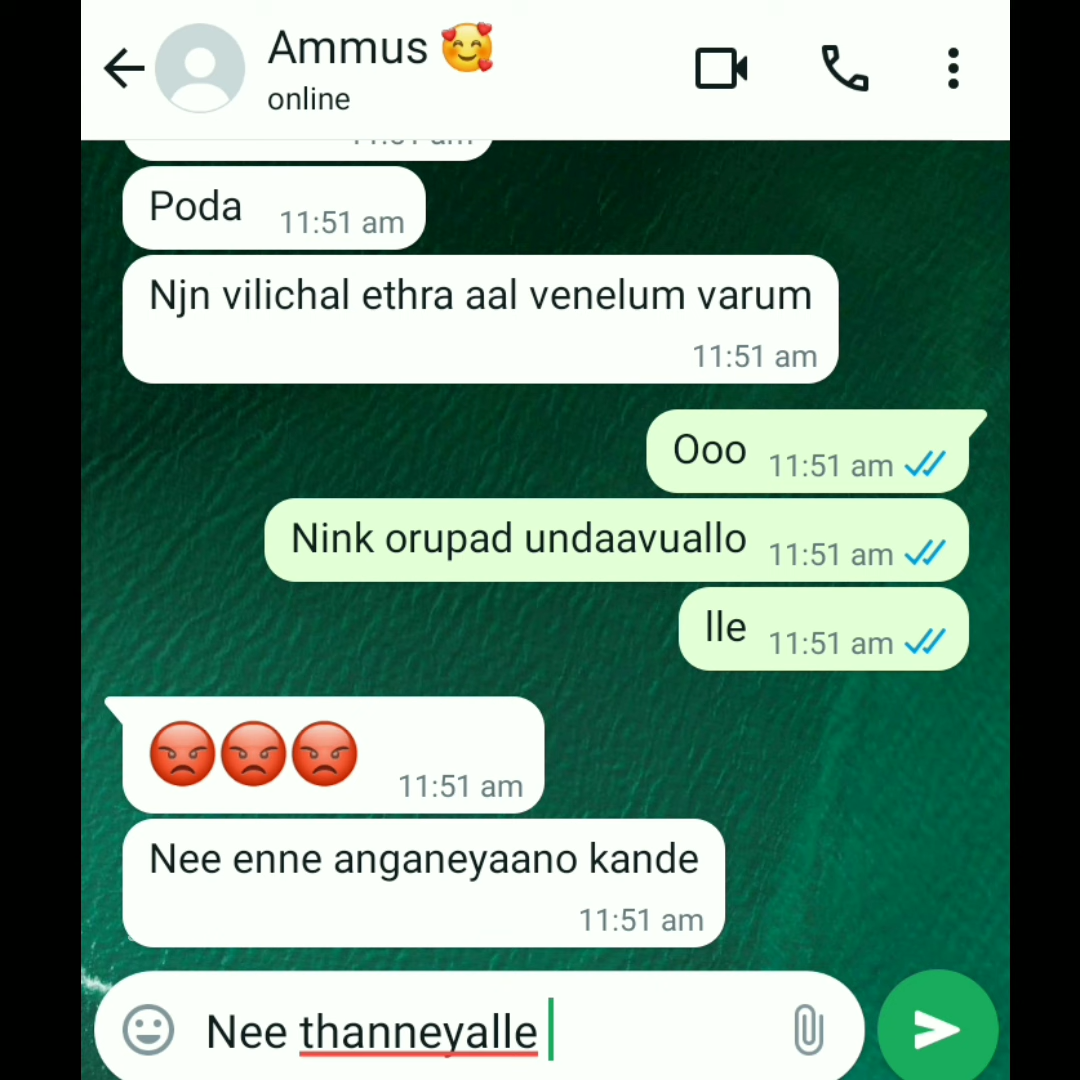 Ammus 🥰
online
Poda 11:51 am
Njn vilichal ethra aal venelum varum
11:51 am
Ooo 11:51 am
Nink orupad undaavuallo 11:51 am
lle 11:51 am
😡😡😡 11:51 am
Nee enne anganeyaano kande
11:51 am
Nee thanneyalle